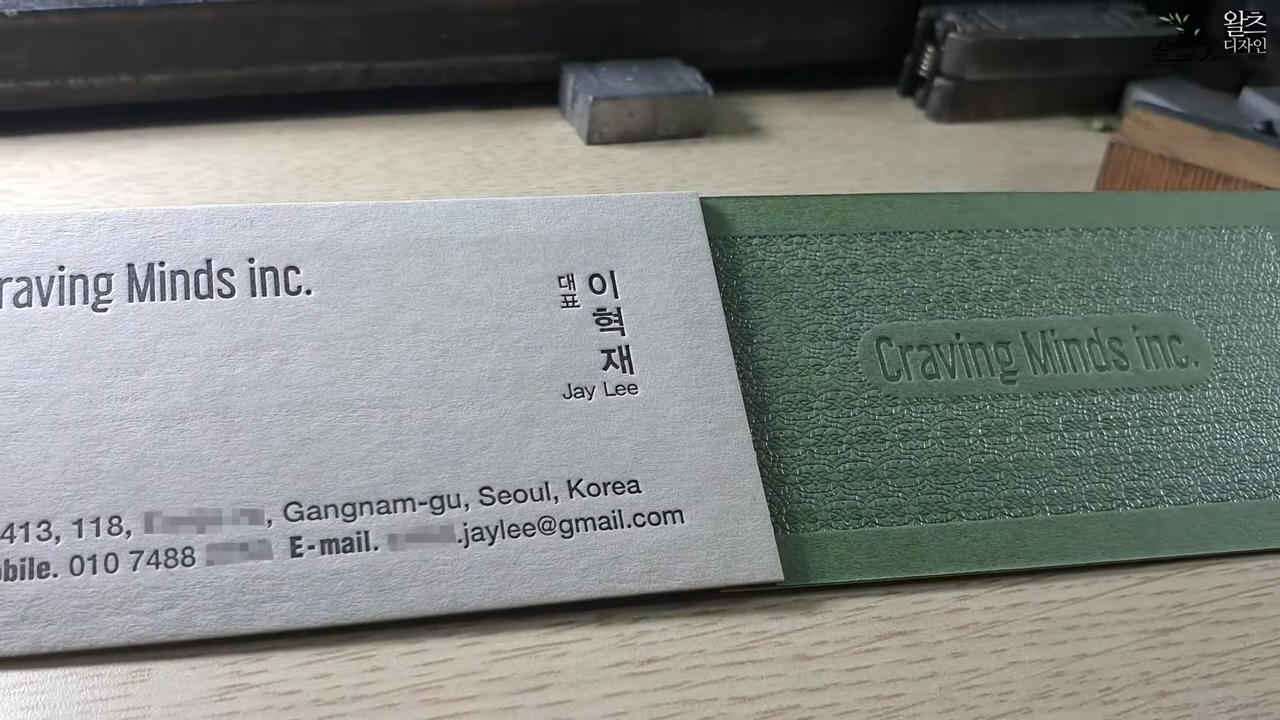 왈츠
디자인
raving Minds inc.
대표
이혁재
Jay Lee
413, 118, , Gangnam-gu, Seoul, Korea
bile. 010 7488 E-mail. .jaylee@gmail.com
Craving Minds inc.